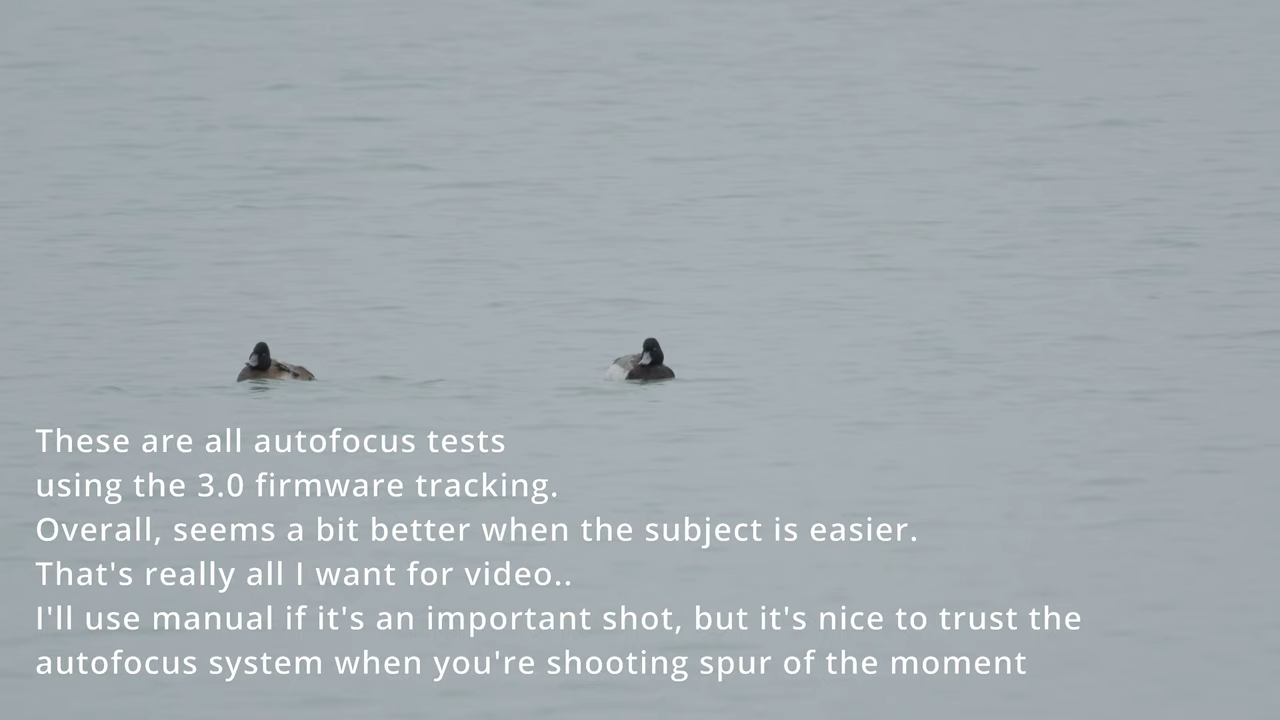 These are all autofocus tests
using the 3.0 firmware tracking.
Overall, seems a bit better when the subject is easier.
That's really all I want for video..
I'll use manual if it's an important shot, but it's nice to trust the
autofocus system when you're shooting spur of the moment